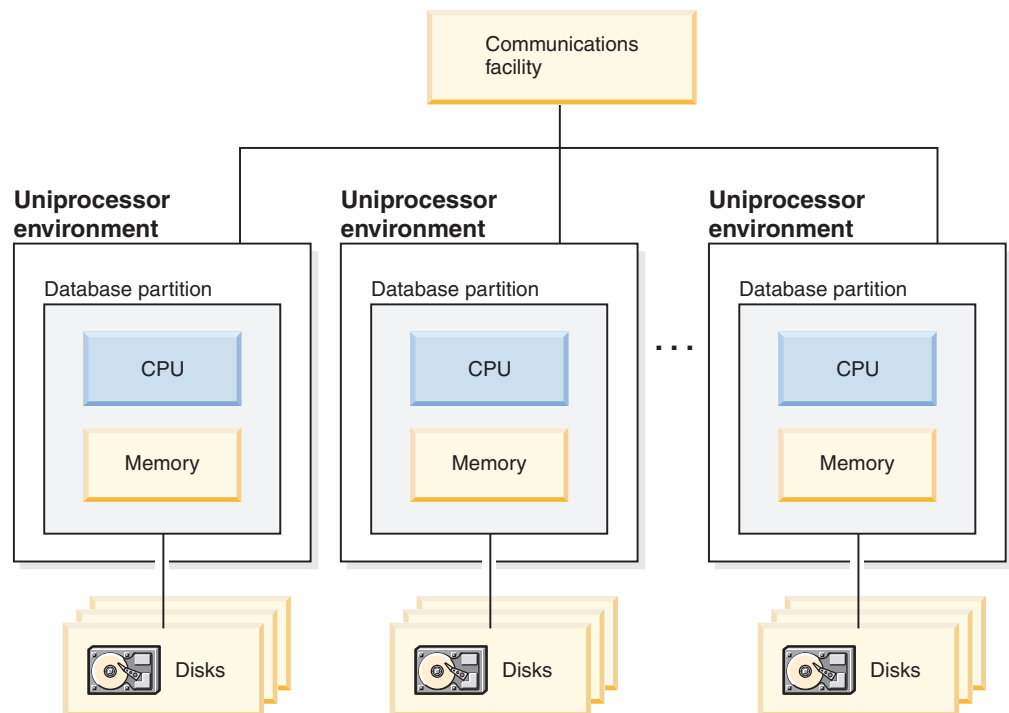 Communications
facility
Uniprocessor
environment
Uniprocessor
environment
Uniprocessor
environment
Database partition
Database partition
Database partition
CPU
CPU
. . .
CPU
Memory
Memory
Memory
Disks
Disks
Disks